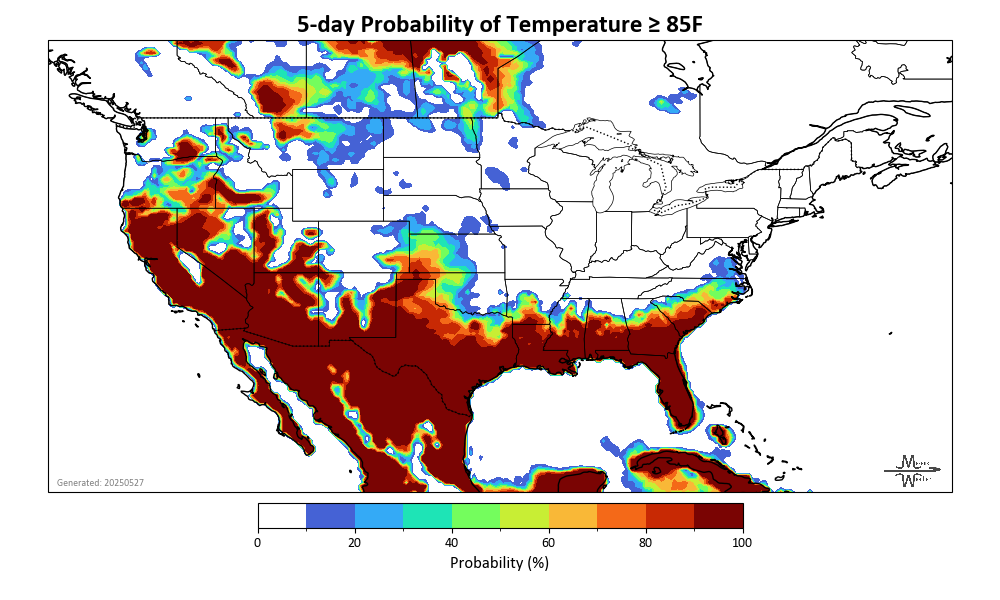 5-day Probability of Temperature ≥ 85F
Generated: 20250527
0 20 40 60 80 100
Probability (%)